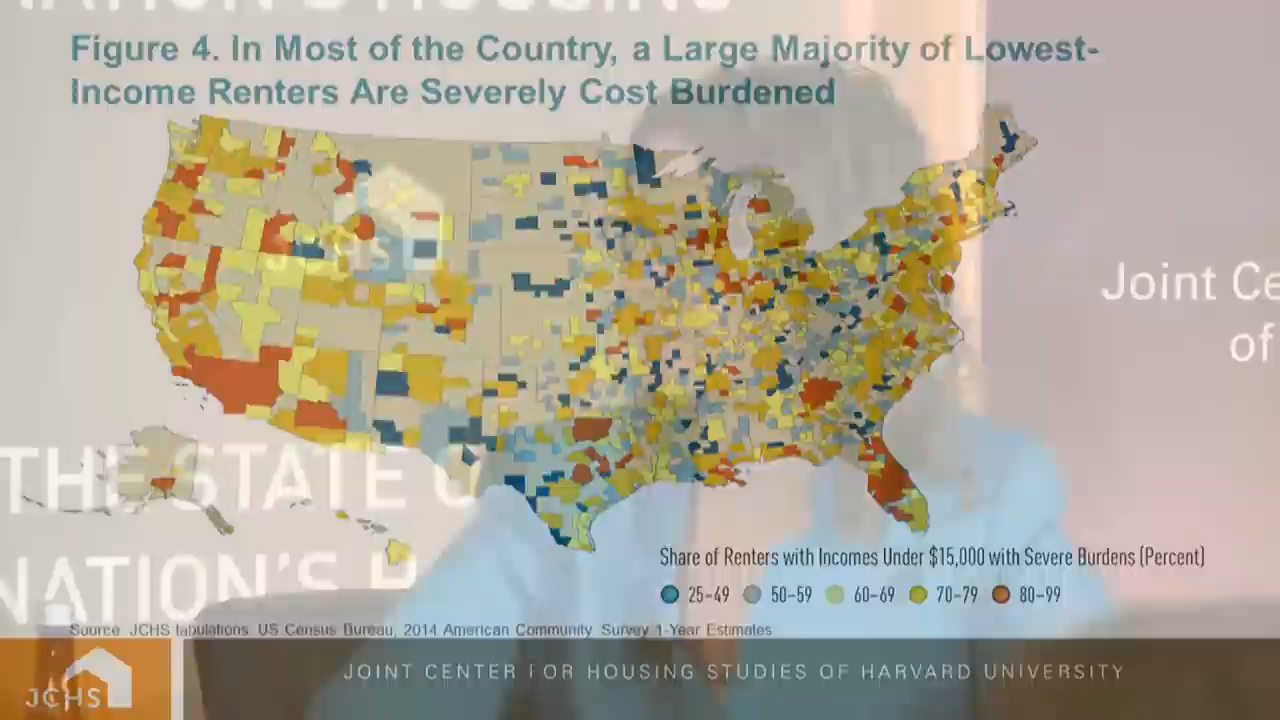 NATION'S HOUSING
Figure 4. In Most of the Country, a Large Majority of Lowest-
Income Renters Are Severely Cost Burdened
JCHS
Joint Ce
of
THE STATE O
NATION'S H
Share of Renters with Incomes Under $15,000 with Severe Burdens (Percent)
25–49 50–59 60–69 70–79 80–99
Source: JCHS tabulations, US Census Bureau, 2014 American Community Survey 1-Year Estimates
JCHS
JOINT CENTER FOR HOUSING STUDIES OF HARVARD UNIVERSITY